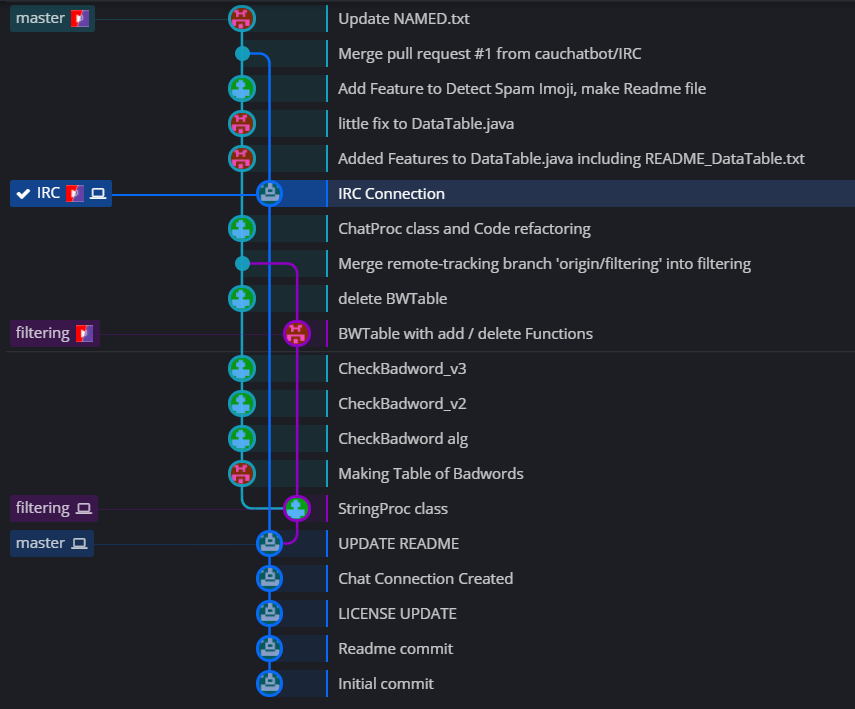 master Update NAMED.txt
Merge pull request #1 from cauchatbot/IRC
Add Feature to Detect Spam Imoji, make Readme file
little fix to DataTable.java
Added Features to DataTable.java including README_DataTable.txt
IRC IRC Connection
ChatProc class and Code refactoring
Merge remote-tracking branch 'origin/filtering' into filtering
delete BWTable
filtering BWTable with add / delete Functions
CheckBadword_v3
CheckBadword_v2
CheckBadword alg
Making Table of Badwords
filtering StringProc class
master UPDATE README
Chat Connection Created
LICENSE UPDATE
Readme commit
Initial commit